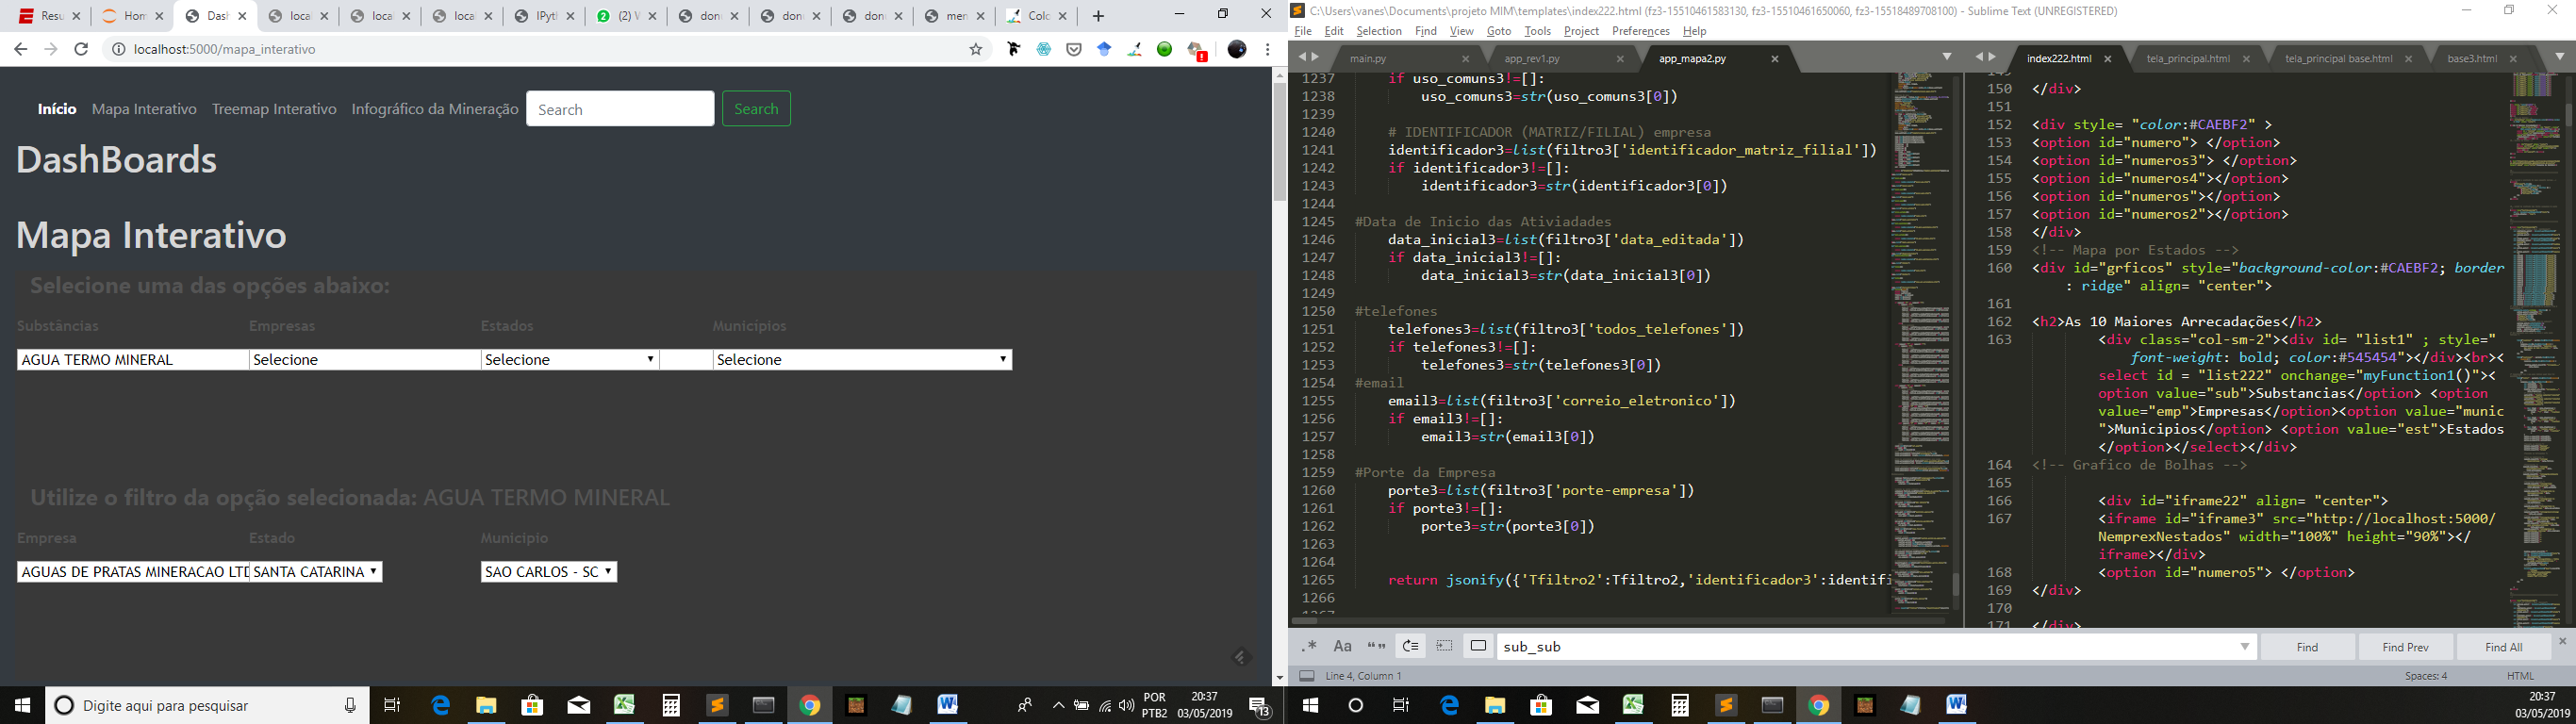 Resu
Hom
Dash
local
local
local
IPyth
(2) W
don
don
don
men
Colo
localhost:5000/mapa_interativo
Início Mapa Interativo Treemap Interativo Infográfico da Mineração Search Search
DashBoards
Mapa Interativo
Selecione uma das opções abaixo:
Substâncias Empresas Estados Municipios
AGUA TERMO MINERAL Selecione Selecione Selecione
Utilize o filtro da opção selecionada: AGUA TERMO MINERAL
Empresa Estado Municipio
AGUAS DE PRATAS MINERACAO LTD SANTA CATARINA SAO CARLOS - SC
Digite aqui para pesquisar
POR
PTB2
20:37
03/05/2019
13
C:\Users\vanes\Documents\projeto MIM\templates\index222.html (fz3-15510461583130, fz3-15510461650060, fz3-15518489708100) - Sublime Text (UNREGISTERED)
File Edit Selection Find View Goto Tools Project Preferences Help
main.py app_rev1.py app_mapa2.py
1237 if uso_comuns3!=[]:
1238 uso_comuns3=str(uso_comuns3[0])
1239
1240 # IDENTIFICADOR (MATRIZ/FILIAL) empresa
1241 identificador3=list(filtro3['identificador_matriz_filial'])
1242 if identificador3!=[]:
1243 identificador3=str(identificador3[0])
1244
1245 #Data de Inicio das Ativiadades
1246 data_inicial3=list(filtro3['data_editada'])
1247 if data_inicial3!=[]:
1248 data_inicial3=str(data_inicial3[0])
1249
1250 #telefones
1251 telefones3=list(filtro3['todos_telefones'])
1252 if telefones3!=[]:
1253 telefones3=str(telefones3[0])
1254 #email
1255 email3=list(filtro3['correio_eletronico'])
1256 if email3!=[]:
1257 email3=str(email3[0])
1258
1259 #Porte da Empresa
1260 porte3=list(filtro3['porte-empresa'])
1261 if porte3!=[]:
1262 porte3=str(porte3[0])
1263
1264
1265 return jsonify({'Tfiltro2':Tfiltro2,'identificador3':identifi
1266
1267
index222.html tela_principal.html tela_principal base.html base3.html
149
150 </div>
151
152 <div style= "color:#CAEBF2" >
153 <option id="numero"> </option>
154 <option id="numeros3"> </option>
155 <option id="numeros4"></option>
156 <option id="numeros"></option>
157 <option id="numeros2"></option>
158 </div>
159 <!-- Mapa por Estados -->
160 <div id="grficos" style="background-color:#CAEBF2; border
: ridge" align= "center">
161
162 <h2>As 10 Maiores Arrecadações</h2>
163 <div class="col-sm-2"><div id= "list1" ; style="
font-weight: bold; color:#545454"></div><br><
select id = "list222" onchange="myFunction1()"><
option value="sub">Substancias</option> <option
value="emp">Empresas</option><option value="munic
">Municipios</option> <option value="est">Estados
</option></select></div>
164 <!-- Grafico de Bolhas -->
165
166 <div id="iframe22" align= "center">
167 <iframe id="iframe3" src="http://localhost:5000/
NemprexNestados" width="100%" height="90%"></
iframe></div>
168 <option id="numero5"> </option>
169 </div>
170
171 </div>
.* Aa “” sub_sub Find Find Prev Find All
Line 4, Column 1 Spaces: 4 HTML
20:37
03/05/2019